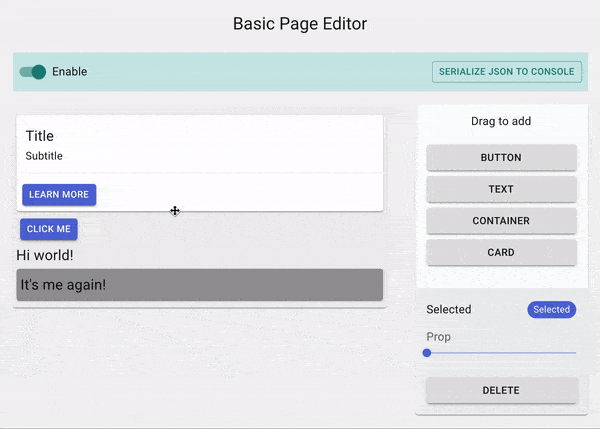 Basic Page Editor
Enable
SERIALIZE JSON TO CONSOLE
Title
Subtitle
LEARN MORE
CLICK ME
Hi world!
It's me again!
Drag to add
BUTTON
TEXT
CONTAINER
CARD
Selected
Selected
Prop
DELETE